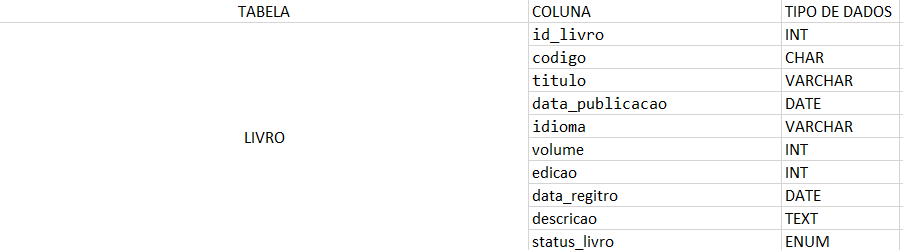 TABELA COLUNA TIPO DE DADOS
id_livro INT
codigo CHAR
titulo VARCHAR
data_publicacao DATE
LIVRO
idioma VARCHAR
volume INT
edicao INT
data_regitro DATE
descricao TEXT
status_livro ENUM